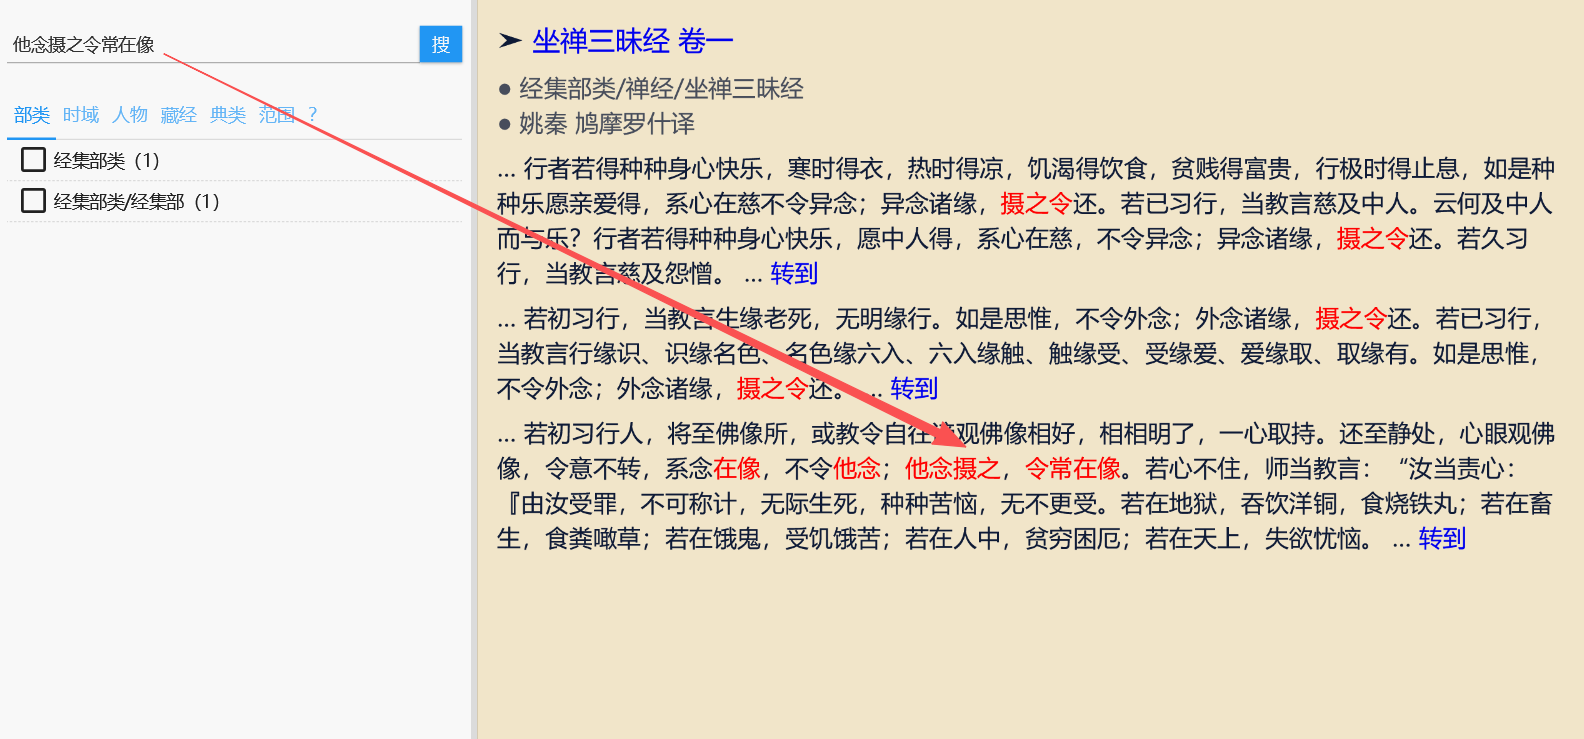 他念摄之令常在像
搜
部类 时域 人物 藏经 典类 范围 ?
经集部类（1）
经集部类/经集部（1）
➤ 坐禅三昧经 卷一
● 经集部类/禅经/坐禅三昧经
● 姚秦 鸠摩罗什译
... 行者若得种种身心快乐，寒时得衣，热时得凉，饥渴得饮食，贫贱得富贵，行极时得止息，如是种
种乐愿亲爱得，系心在慈不令异念；异念诸缘，摄之令还。若已习行，当教言慈及中人。云何及中人
而与乐？行者若得种种身心快乐，愿中人得，系心在慈，不令异念；异念诸缘，摄之令还。若久习
行，当教言慈及怨憎。 ... 转到
... 若初习行，当教言生缘老死，无明缘行。如是思惟，不令外念；外念诸缘，摄之令还。若已习行，
当教言行缘识、识缘名色、名色缘六入、六入缘触、触缘受、受缘爱、爱缘取、取缘有。如是思惟，
不令外念；外念诸缘，摄之令还。 ... 转到
... 若初习行人，将至佛像所，或教令自往谛观佛像相好，相相明了，一心取持。还至静处，心眼观佛
像，令意不转，系念在像，不令他念；他念摄之，令常在像。若心不住，师当教言：“汝当责心：
『由汝受罪，不可称计，无际生死，种种苦恼，无不更受。若在地狱，吞饮洋铜，食烧铁丸；若在畜
生，食粪噉草；若在饿鬼，受饥饿苦；若在人中，贫穷困厄；若在天上，失欲忧恼。 ... 转到